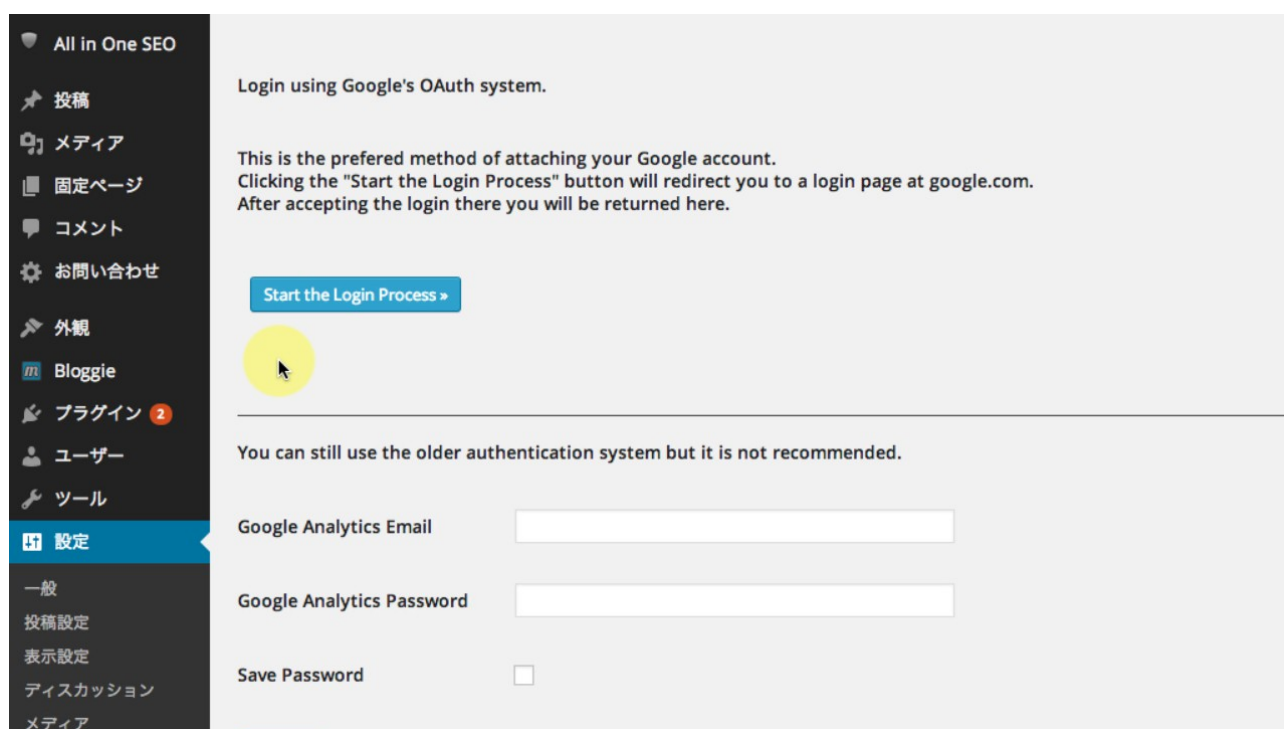 All in One SEO
投稿
メディア
固定ページ
コメント
お問い合わせ
外観
m Bloggie
プラグイン 2
ユーザー
ツール
設定
一般
投稿設定
表示設定
ディスカッション
メディア
Login using Google's OAuth system.
This is the prefered method of attaching your Google account.
Clicking the "Start the Login Process" button will redirect you to a login page at google.com.
After accepting the login there you will be returned here.
Start the Login Process »
You can still use the older authentication system but it is not recommended.
Google Analytics Email
Google Analytics Password
Save Password